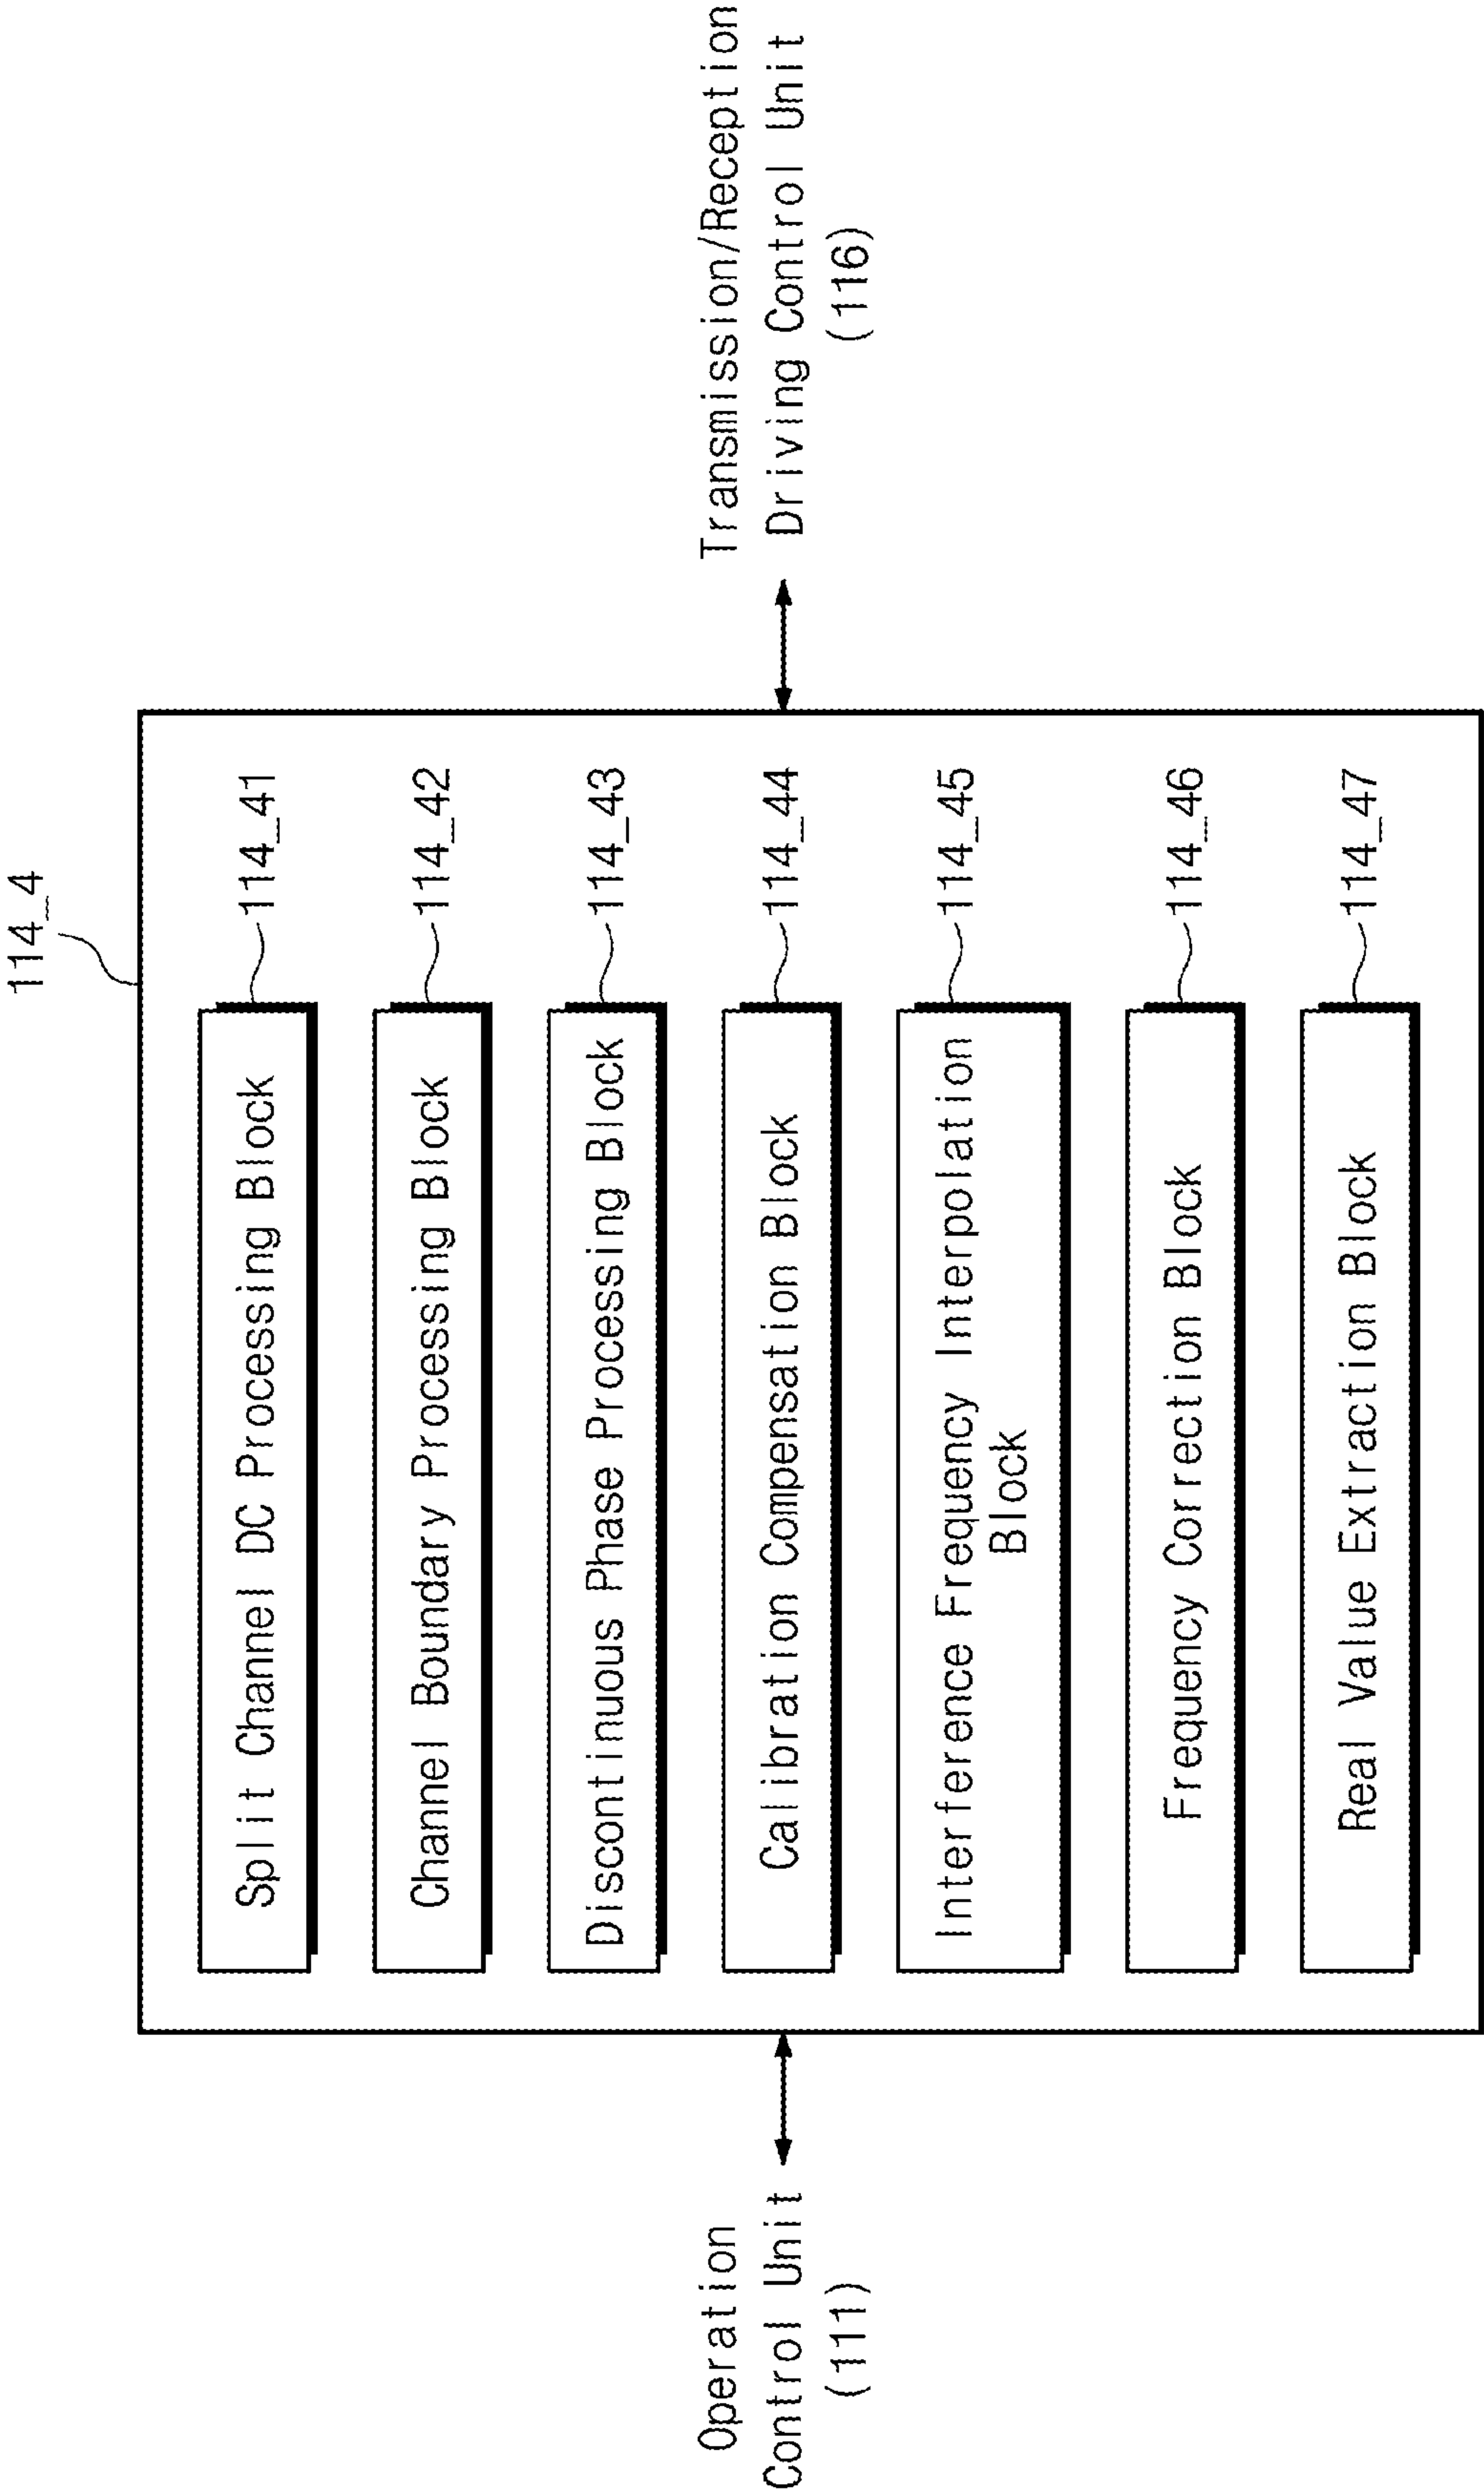 114_4
Operation
Control Unit
(111)
Split Channel DC Processing Block
114_41
Channel Boundary Processing Block
114_42
Discontinuous Phase Processing Block
114_43
Calibration Compensation Block
114_44
Interference Frequency Interpolation
Block
114_45
Frequency Correction Block
114_46
Real Value Extraction Block
114_47
Transmission/Reception
Driving Control Unit
(116)